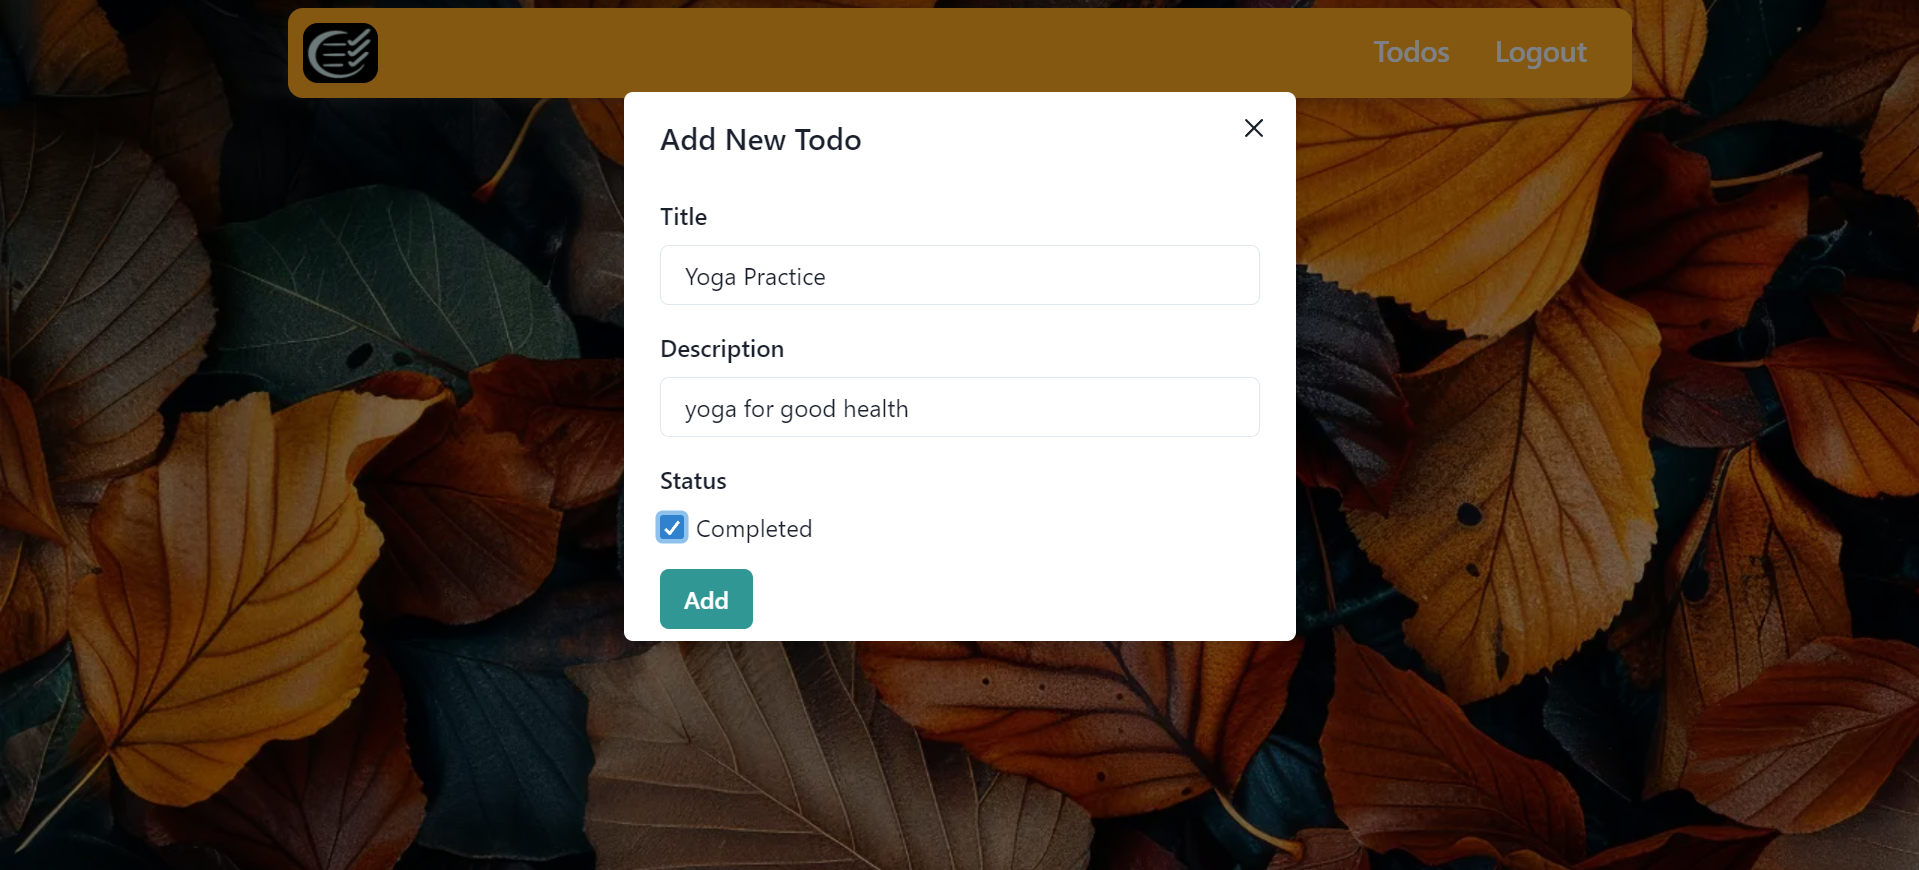 Todos Logout
Add New Todo
Title
Yoga Practice
Description
yoga for good health
Status
Completed
Add